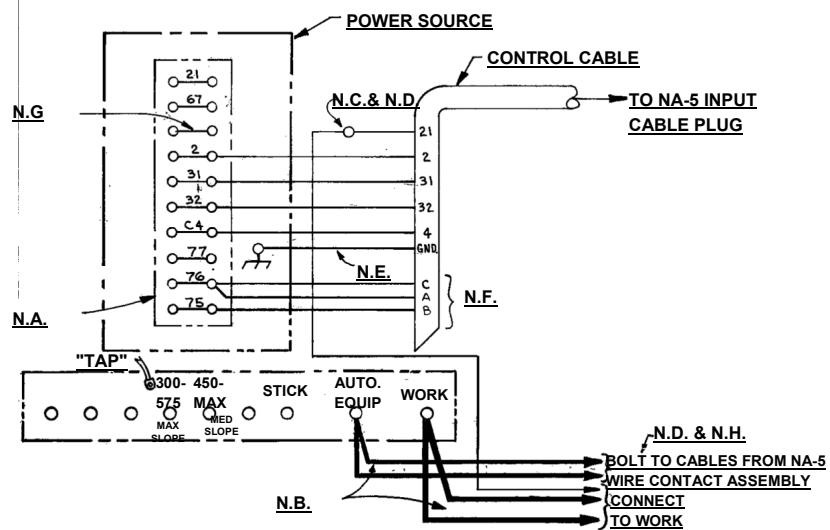 POWER SOURCE
CONTROL CABLE
TO NA-5 INPUT
CABLE PLUG
N.G
N.C.& N.D.
21
67
2
31
32
C4
77
76
75
21
2
31
32
4
GND
C
A
B
N.E.
N.F.
N.A.
"TAP"
300-
575
MAX
SLOPE
450-
MAX
MED
SLOPE
STICK
AUTO.
EQUIP
WORK
N.D. & N.H.
BOLT TO CABLES FROM NA-5
WIRE CONTACT ASSEMBLY
CONNECT
TO WORK
N.B.